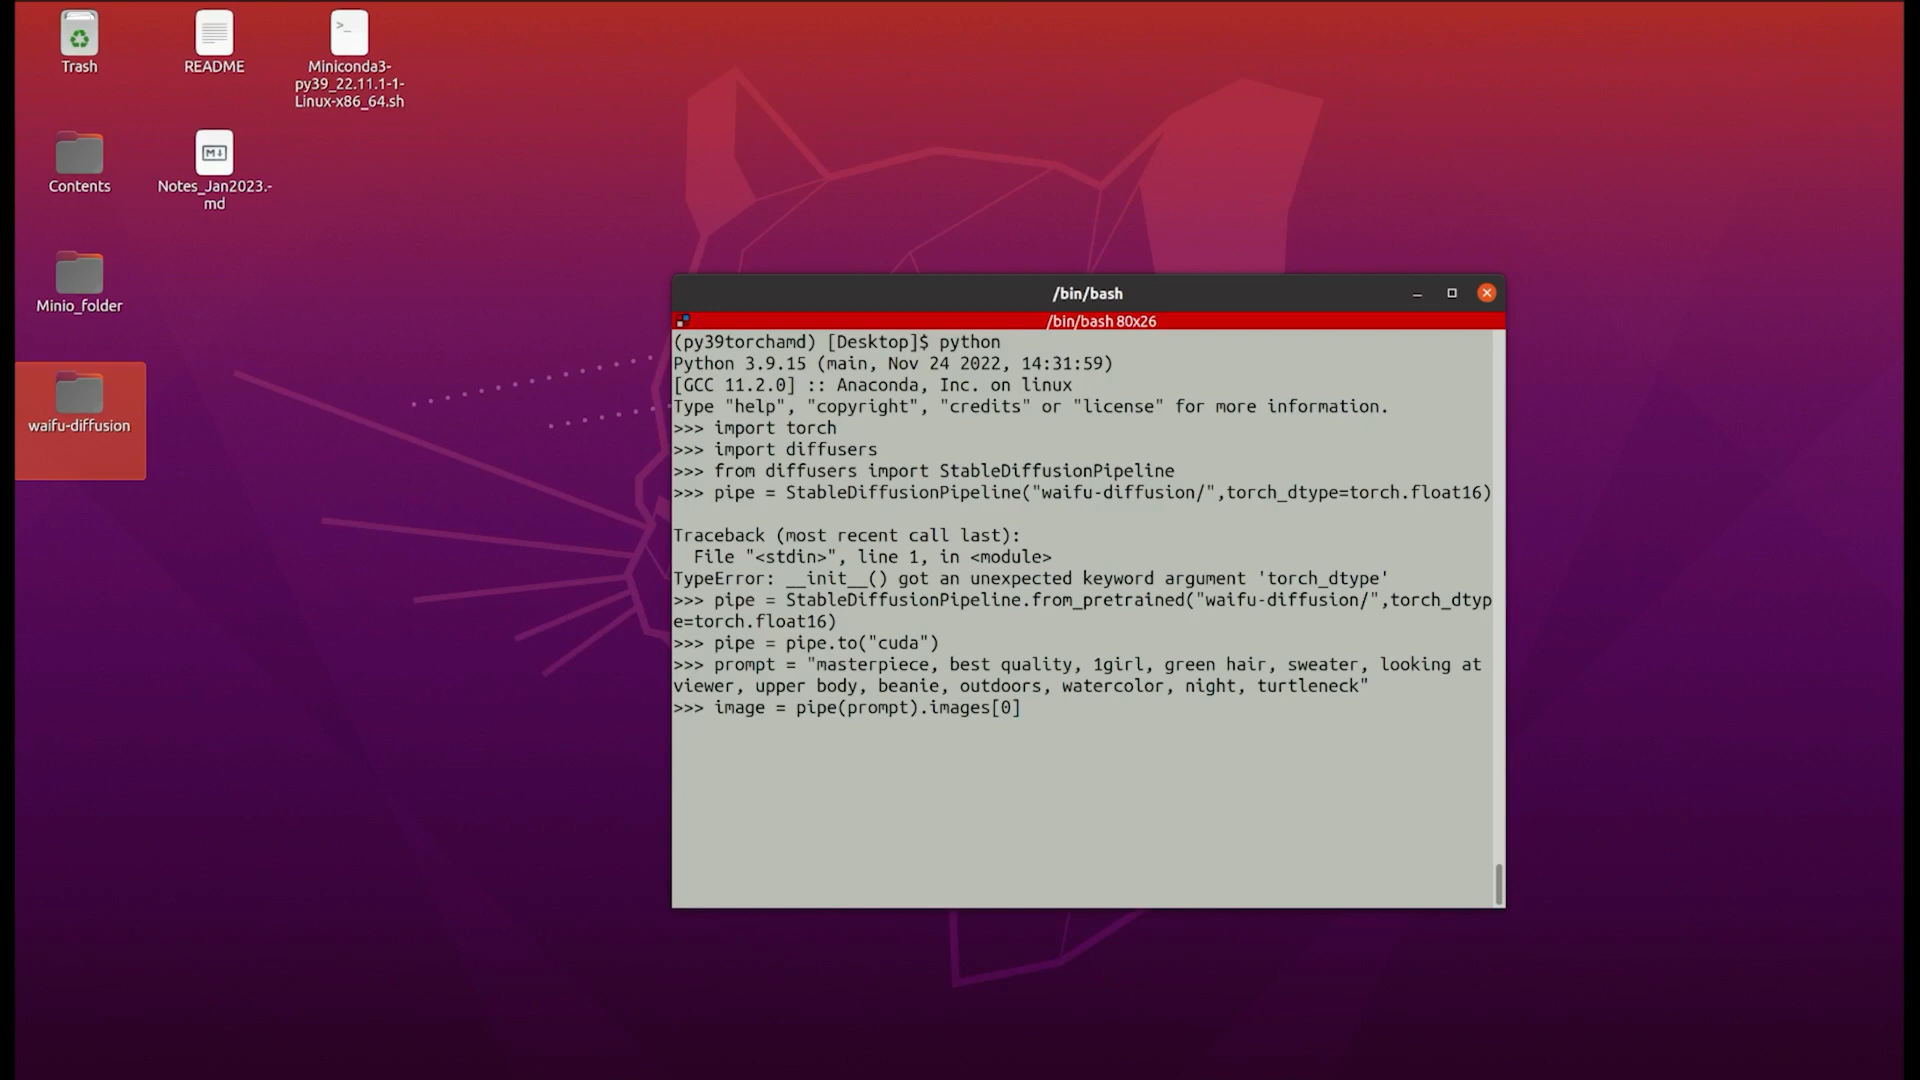 Trash
README
Miniconda3-
py39_22.11.1-1-
Linux-x86_64.sh
Contents
M
Notes_Jan2023.-
md
Minio_folder
waifu-diffusion
/bin/bash
/bin/bash 80x26
(py39torchamd) [Desktop]$ python
Python 3.9.15 (main, Nov 24 2022, 14:31:59)
[GCC 11.2.0] :: Anaconda, Inc. on linux
Type "help", "copyright", "credits" or "license" for more information.
>>> import torch
>>> import diffusers
>>> from diffusers import StableDiffusionPipeline
>>> pipe = StableDiffusionPipeline("waifu-diffusion/",torch_dtype=torch.float16)
Traceback (most recent call last):
  File "<stdin>", line 1, in <module>
TypeError: __init__() got an unexpected keyword argument 'torch_dtype'
>>> pipe = StableDiffusionPipeline.from_pretrained("waifu-diffusion/",torch_dtyp
e=torch.float16)
>>> pipe = pipe.to("cuda")
>>> prompt = "masterpiece, best quality, 1girl, green hair, sweater, looking at
viewer, upper body, beanie, outdoors, watercolor, night, turtleneck"
>>> image = pipe(prompt).images[0]